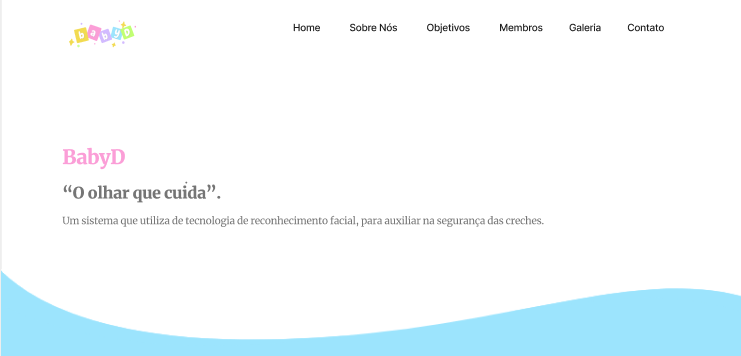 babyD
Home Sobre Nós Objetivos Membros Galeria Contato
BabyD
“O olhar que cuida”.
Um sistema que utiliza de tecnologia de reconhecimento facial, para auxiliar na segurança das creches.